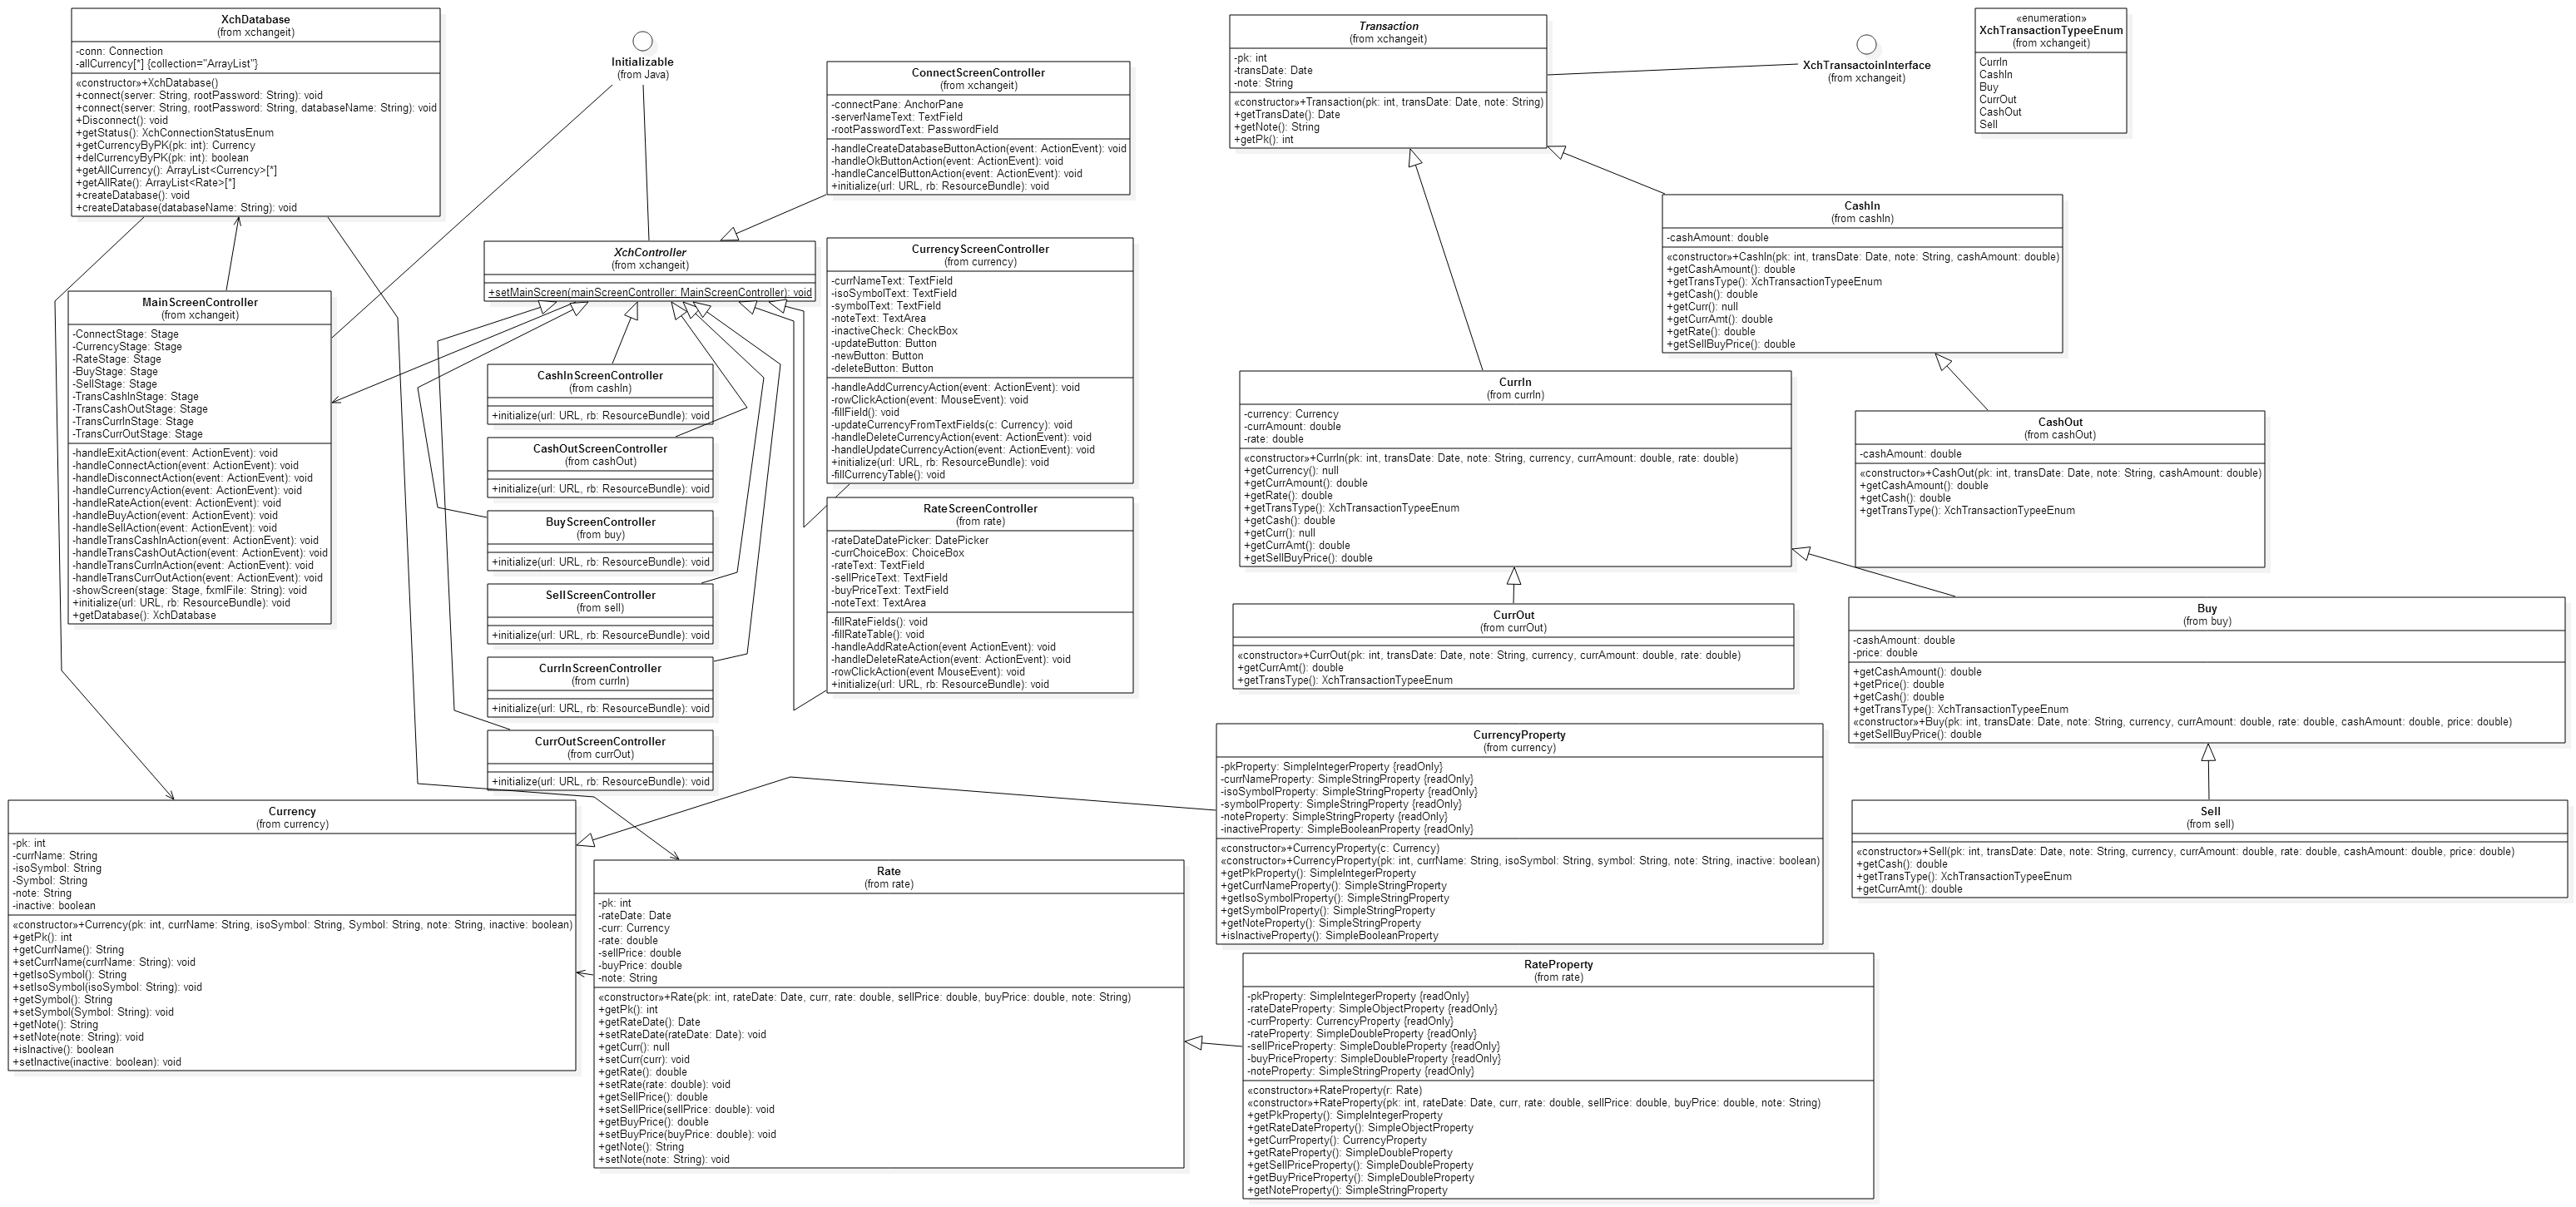 XchDatabase
(from xchangeit)
-conn: Connection
-allCurrency[*] {collection="ArrayList"}
«constructor»+XchDatabase()
+connect(server: String, rootPassword: String): void
+connect(server: String, rootPassword: String, databaseName: String): void
+Disconnect(): void
+getStatus(): XchConnectionStatusEnum
+getCurrencyByPK(pk: int): Currency
+delCurrencyByPK(pk: int): boolean
+getAllCurrency(): ArrayList<Currency>[*]
+getAllRate(): ArrayList<Rate>[*]
+createDatabase(): void
+createDatabase(databaseName: String): void
Initializable
(from Java)
ConnectScreenController
(from xchangeit)
-connectPane: AnchorPane
-serverNameText: TextField
-rootPasswordText: PasswordField
-handleCreateDatabaseButtonAction(event: ActionEvent): void
-handleOkButtonAction(event: ActionEvent): void
-handleCancelButtonAction(event: ActionEvent): void
+initialize(url: URL, rb: ResourceBundle): void
Transaction
(from xchangeit)
-pk: int
-transDate: Date
-note: String
«constructor»+Transaction(pk: int, transDate: Date, note: String)
+getTransDate(): Date
+getNote(): String
+getPk(): int
XchTransactoinInterface
(from xchangeit)
«enumeration»
XchTransactionTypeeEnum
(from xchangeit)
CurrIn
CashIn
Buy
CurrOut
CashOut
Sell
XchController
(from xchangeit)
+setMainScreen(mainScreenController: MainScreenController): void
CurrencyScreenController
(from currency)
-currNameText: TextField
-isoSymbolText: TextField
-symbolText: TextField
-noteText: TextArea
-inactiveCheck: CheckBox
-updateButton: Button
-newButton: Button
-deleteButton: Button
-handleAddCurrencyAction(event: ActionEvent): void
-rowClickAction(event: MouseEvent): void
-fillField(): void
-updateCurrencyFromTextFields(c: Currency): void
-handleDeleteCurrencyAction(event: ActionEvent): void
-handleUpdateCurrencyAction(event: ActionEvent): void
+initialize(url: URL, rb: ResourceBundle): void
-fillCurrencyTable(): void
CashIn
(from cashIn)
-cashAmount: double
«constructor»+CashIn(pk: int, transDate: Date, note: String, cashAmount: double)
+getCashAmount(): double
+getTransType(): XchTransactionTypeeEnum
+getCash(): double
+getCurr(): null
+getCurrAmt(): double
+getRate(): double
+getSellBuyPrice(): double
MainScreenController
(from xchangeit)
-ConnectStage: Stage
-CurrencyStage: Stage
-RateStage: Stage
-BuyStage: Stage
-SellStage: Stage
-TransCashInStage: Stage
-TransCashOutStage: Stage
-TransCurrInStage: Stage
-TransCurrOutStage: Stage
-handleExitAction(event: ActionEvent): void
-handleConnectAction(event: ActionEvent): void
-handleDisconnectAction(event: ActionEvent): void
-handleCurrencyAction(event: ActionEvent): void
-handleRateAction(event: ActionEvent): void
-handleBuyAction(event: ActionEvent): void
-handleSellAction(event: ActionEvent): void
-handleTransCashInAction(event: ActionEvent): void
-handleTransCashOutAction(event: ActionEvent): void
-handleTransCurrInAction(event: ActionEvent): void
-handleTransCurrOutAction(event: ActionEvent): void
-showScreen(stage: Stage, fxmlFile: String): void
+initialize(url: URL, rb: ResourceBundle): void
+getDatabase(): XchDatabase
CashInScreenController
(from cashIn)
+initialize(url: URL, rb: ResourceBundle): void
CashOutScreenController
(from cashOut)
+initialize(url: URL, rb: ResourceBundle): void
BuyScreenController
(from buy)
+initialize(url: URL, rb: ResourceBundle): void
SellScreenController
(from sell)
+initialize(url: URL, rb: ResourceBundle): void
CurrInScreenController
(from currIn)
+initialize(url: URL, rb: ResourceBundle): void
CurrOutScreenController
(from currOut)
+initialize(url: URL, rb: ResourceBundle): void
RateScreenController
(from rate)
-rateDateDatePicker: DatePicker
-currChoiceBox: ChoiceBox
-rateText: TextField
-sellPriceText: TextField
-buyPriceText: TextField
-noteText: TextArea
-fillRateFields(): void
-fillRateTable(): void
-handleAddRateAction(event ActionEvent): void
-handleDeleteRateAction(event: ActionEvent): void
-rowClickAction(event MouseEvent): void
+initialize(url: URL, rb: ResourceBundle): void
CurrIn
(from currIn)
-currency: Currency
-currAmount: double
-rate: double
«constructor»+CurrIn(pk: int, transDate: Date, note: String, currency, currAmount: double, rate: double)
+getCurrency(): null
+getCurrAmount(): double
+getRate(): double
+getTransType(): XchTransactionTypeeEnum
+getCash(): double
+getCurr(): null
+getCurrAmt(): double
+getSellBuyPrice(): double
CashOut
(from cashOut)
-cashAmount: double
«constructor»+CashOut(pk: int, transDate: Date, note: String, cashAmount: double)
+getCashAmount(): double
+getCash(): double
+getTransType(): XchTransactionTypeeEnum
CurrOut
(from currOut)
«constructor»+CurrOut(pk: int, transDate: Date, note: String, currency, currAmount: double, rate: double)
+getCurrAmt(): double
+getTransType(): XchTransactionTypeeEnum
Buy
(from buy)
-cashAmount: double
-price: double
+getCashAmount(): double
+getPrice(): double
+getCash(): double
+getTransType(): XchTransactionTypeeEnum
«constructor»+Buy(pk: int, transDate: Date, note: String, currency, currAmount: double, rate: double, cashAmount: double, price: double)
+getSellBuyPrice(): double
Sell
(from sell)
«constructor»+Sell(pk: int, transDate: Date, note: String, currency, currAmount: double, rate: double, cashAmount: double, price: double)
+getCash(): double
+getTransType(): XchTransactionTypeeEnum
+getCurrAmt(): double
Currency
(from currency)
-pk: int
-currName: String
-isoSymbol: String
-Symbol: String
-note: String
-inactive: boolean
«constructor»+Currency(pk: int, currName: String, isoSymbol: String, Symbol: String, note: String, inactive: boolean)
+getPk(): int
+getCurrName(): String
+setCurrName(currName: String): void
+getIsoSymbol(): String
+setIsoSymbol(isoSymbol: String): void
+getSymbol(): String
+setSymbol(Symbol: String): void
+getNote(): String
+setNote(note: String): void
+isInactive(): boolean
+setInactive(inactive: boolean): void
Rate
(from rate)
-pk: int
-rateDate: Date
-curr: Currency
-rate: double
-sellPrice: double
-buyPrice: double
-note: String
«constructor»+Rate(pk: int, rateDate: Date, curr, rate: double, sellPrice: double, buyPrice: double, note: String)
+getPk(): int
+getRateDate(): Date
+setRateDate(rateDate: Date): void
+getCurr(): null
+setCurr(curr): void
+getRate(): double
+setRate(rate: double): void
+getSellPrice(): double
+setSellPrice(sellPrice: double): void
+getBuyPrice(): double
+setBuyPrice(buyPrice: double): void
+getNote(): String
+setNote(note: String): void
CurrencyProperty
(from currency)
-pkProperty: SimpleIntegerProperty {readOnly}
-currNameProperty: SimpleStringProperty {readOnly}
-isoSymbolProperty: SimpleStringProperty {readOnly}
-symbolProperty: SimpleStringProperty {readOnly}
-noteProperty: SimpleStringProperty {readOnly}
-inactiveProperty: SimpleBooleanProperty {readOnly}
«constructor»+CurrencyProperty(c: Currency)
«constructor»+CurrencyProperty(pk: int, currName: String, isoSymbol: String, symbol: String, note: String, inactive: boolean)
+getPkProperty(): SimpleIntegerProperty
+getCurrNameProperty(): SimpleStringProperty
+getIsoSymbolProperty(): SimpleStringProperty
+getSymbolProperty(): SimpleStringProperty
+getNoteProperty(): SimpleStringProperty
+isInactiveProperty(): SimpleBooleanProperty
RateProperty
(from rate)
-pkProperty: SimpleIntegerProperty {readOnly}
-rateDateProperty: SimpleObjectProperty {readOnly}
-currProperty: CurrencyProperty {readOnly}
-rateProperty: SimpleDoubleProperty {readOnly}
-sellPriceProperty: SimpleDoubleProperty {readOnly}
-buyPriceProperty: SimpleDoubleProperty {readOnly}
-noteProperty: SimpleStringProperty {readOnly}
«constructor»+RateProperty(r: Rate)
«constructor»+RateProperty(pk: int, rateDate: Date, curr, rate: double, sellPrice: double, buyPrice: double, note: String)
+getPkProperty(): SimpleIntegerProperty
+getRateDateProperty(): SimpleObjectProperty
+getCurrProperty(): CurrencyProperty
+getRateProperty(): SimpleDoubleProperty
+getSellPriceProperty(): SimpleDoubleProperty
+getBuyPriceProperty(): SimpleDoubleProperty
+getNoteProperty(): SimpleStringProperty